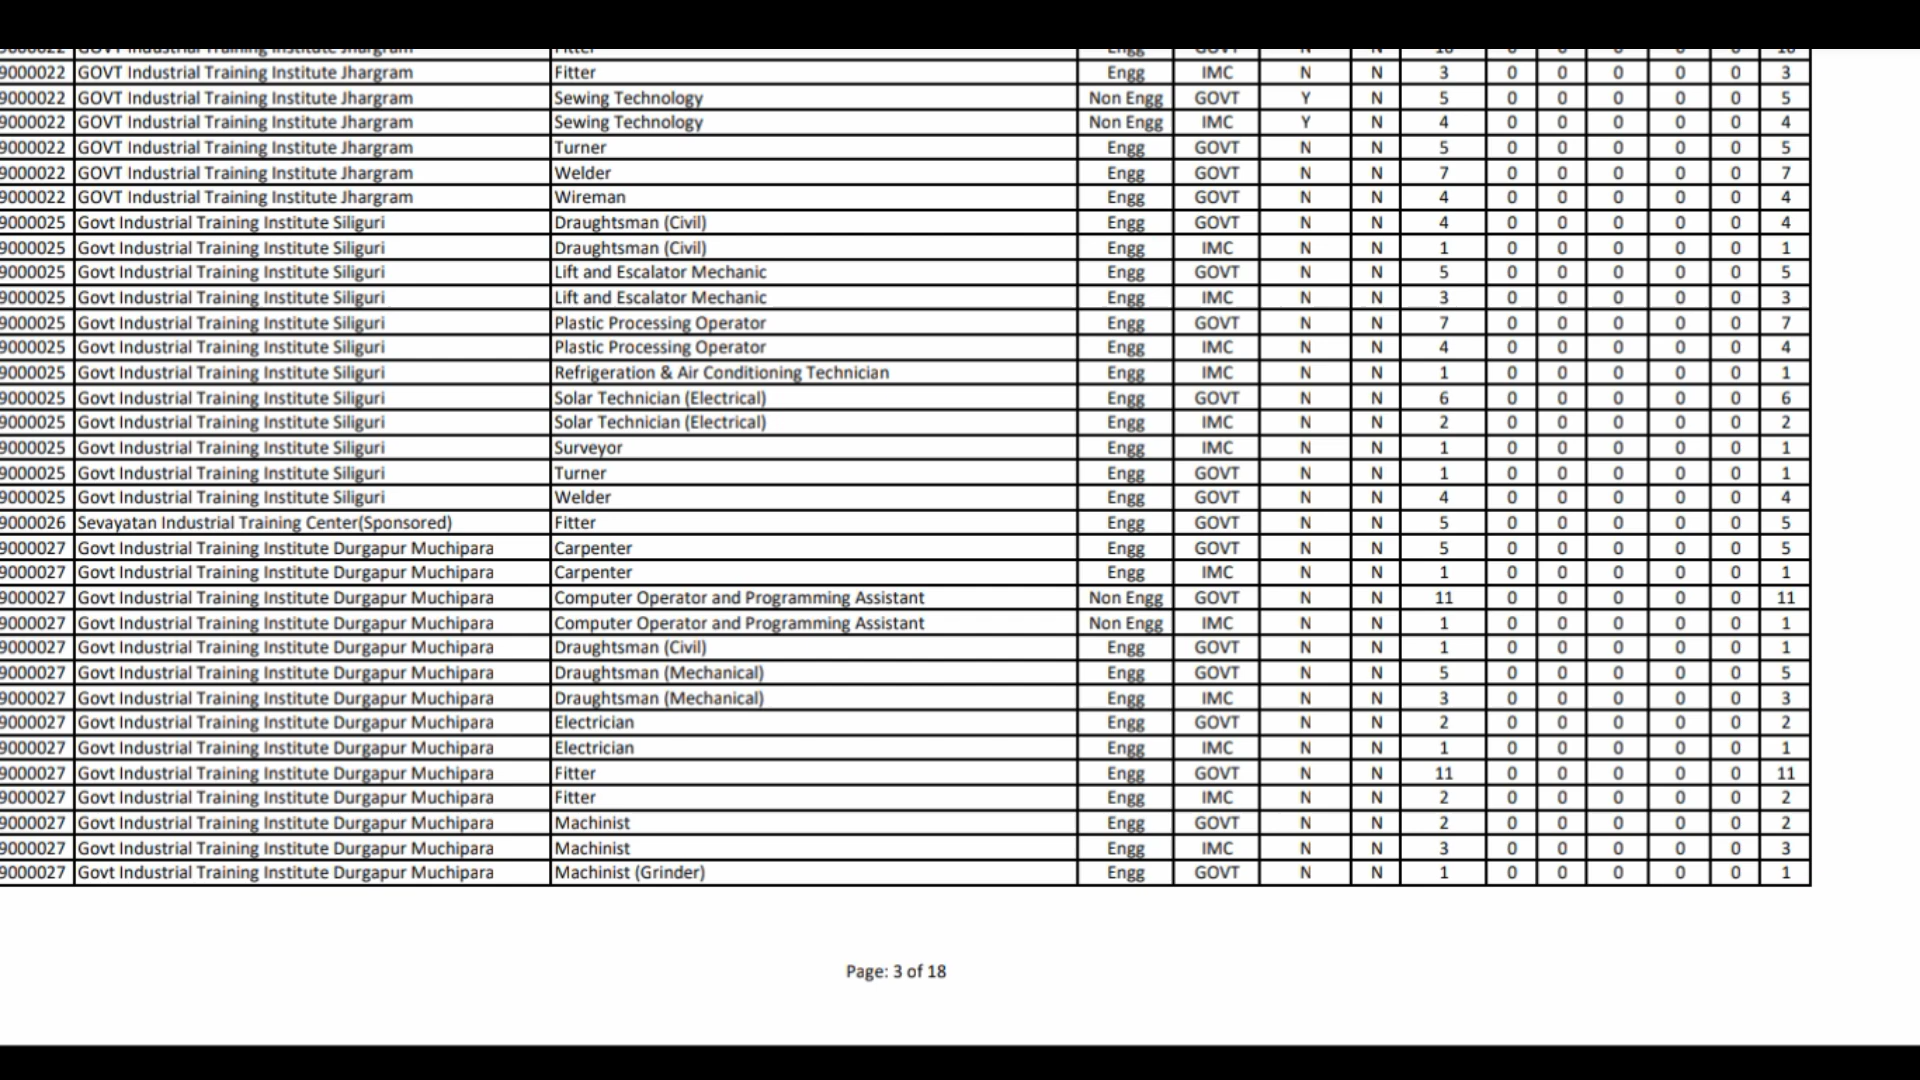 9000022 GOVT Industrial Training Institute Jhargram Fitter Engg GOVT N N 10 0 0 0 0 0 10
9000022 GOVT Industrial Training Institute Jhargram Fitter Engg IMC N N 3 0 0 0 0 0 3
9000022 GOVT Industrial Training Institute Jhargram Sewing Technology Non Engg GOVT Y N 5 0 0 0 0 0 5
9000022 GOVT Industrial Training Institute Jhargram Sewing Technology Non Engg IMC Y N 4 0 0 0 0 0 4
9000022 GOVT Industrial Training Institute Jhargram Turner Engg GOVT N N 5 0 0 0 0 0 5
9000022 GOVT Industrial Training Institute Jhargram Welder Engg GOVT N N 7 0 0 0 0 0 7
9000022 GOVT Industrial Training Institute Jhargram Wireman Engg GOVT N N 4 0 0 0 0 0 4
9000025 Govt Industrial Training Institute Siliguri Draughtsman (Civil) Engg GOVT N N 4 0 0 0 0 0 4
9000025 Govt Industrial Training Institute Siliguri Draughtsman (Civil) Engg IMC N N 1 0 0 0 0 0 1
9000025 Govt Industrial Training Institute Siliguri Lift and Escalator Mechanic Engg GOVT N N 5 0 0 0 0 0 5
9000025 Govt Industrial Training Institute Siliguri Lift and Escalator Mechanic Engg IMC N N 3 0 0 0 0 0 3
9000025 Govt Industrial Training Institute Siliguri Plastic Processing Operator Engg GOVT N N 7 0 0 0 0 0 7
9000025 Govt Industrial Training Institute Siliguri Plastic Processing Operator Engg IMC N N 4 0 0 0 0 0 4
9000025 Govt Industrial Training Institute Siliguri Refrigeration & Air Conditioning Technician Engg IMC N N 1 0 0 0 0 0 1
9000025 Govt Industrial Training Institute Siliguri Solar Technician (Electrical) Engg GOVT N N 6 0 0 0 0 0 6
9000025 Govt Industrial Training Institute Siliguri Solar Technician (Electrical) Engg IMC N N 2 0 0 0 0 0 2
9000025 Govt Industrial Training Institute Siliguri Surveyor Engg IMC N N 1 0 0 0 0 0 1
9000025 Govt Industrial Training Institute Siliguri Turner Engg GOVT N N 1 0 0 0 0 0 1
9000025 Govt Industrial Training Institute Siliguri Welder Engg GOVT N N 4 0 0 0 0 0 4
9000026 Sevayatan Industrial Training Center(Sponsored) Fitter Engg GOVT N N 5 0 0 0 0 0 5
9000027 Govt Industrial Training Institute Durgapur Muchipara Carpenter Engg GOVT N N 5 0 0 0 0 0 5
9000027 Govt Industrial Training Institute Durgapur Muchipara Carpenter Engg IMC N N 1 0 0 0 0 0 1
9000027 Govt Industrial Training Institute Durgapur Muchipara Computer Operator and Programming Assistant Non Engg GOVT N N 11 0 0 0 0 0 11
9000027 Govt Industrial Training Institute Durgapur Muchipara Computer Operator and Programming Assistant Non Engg IMC N N 1 0 0 0 0 0 1
9000027 Govt Industrial Training Institute Durgapur Muchipara Draughtsman (Civil) Engg GOVT N N 1 0 0 0 0 0 1
9000027 Govt Industrial Training Institute Durgapur Muchipara Draughtsman (Mechanical) Engg GOVT N N 5 0 0 0 0 0 5
9000027 Govt Industrial Training Institute Durgapur Muchipara Draughtsman (Mechanical) Engg IMC N N 3 0 0 0 0 0 3
9000027 Govt Industrial Training Institute Durgapur Muchipara Electrician Engg GOVT N N 2 0 0 0 0 0 2
9000027 Govt Industrial Training Institute Durgapur Muchipara Electrician Engg IMC N N 1 0 0 0 0 0 1
9000027 Govt Industrial Training Institute Durgapur Muchipara Fitter Engg GOVT N N 11 0 0 0 0 0 11
9000027 Govt Industrial Training Institute Durgapur Muchipara Fitter Engg IMC N N 2 0 0 0 0 0 2
9000027 Govt Industrial Training Institute Durgapur Muchipara Machinist Engg GOVT N N 2 0 0 0 0 0 2
9000027 Govt Industrial Training Institute Durgapur Muchipara Machinist Engg IMC N N 3 0 0 0 0 0 3
9000027 Govt Industrial Training Institute Durgapur Muchipara Machinist (Grinder) Engg GOVT N N 1 0 0 0 0 0 1
Page: 3 of 18